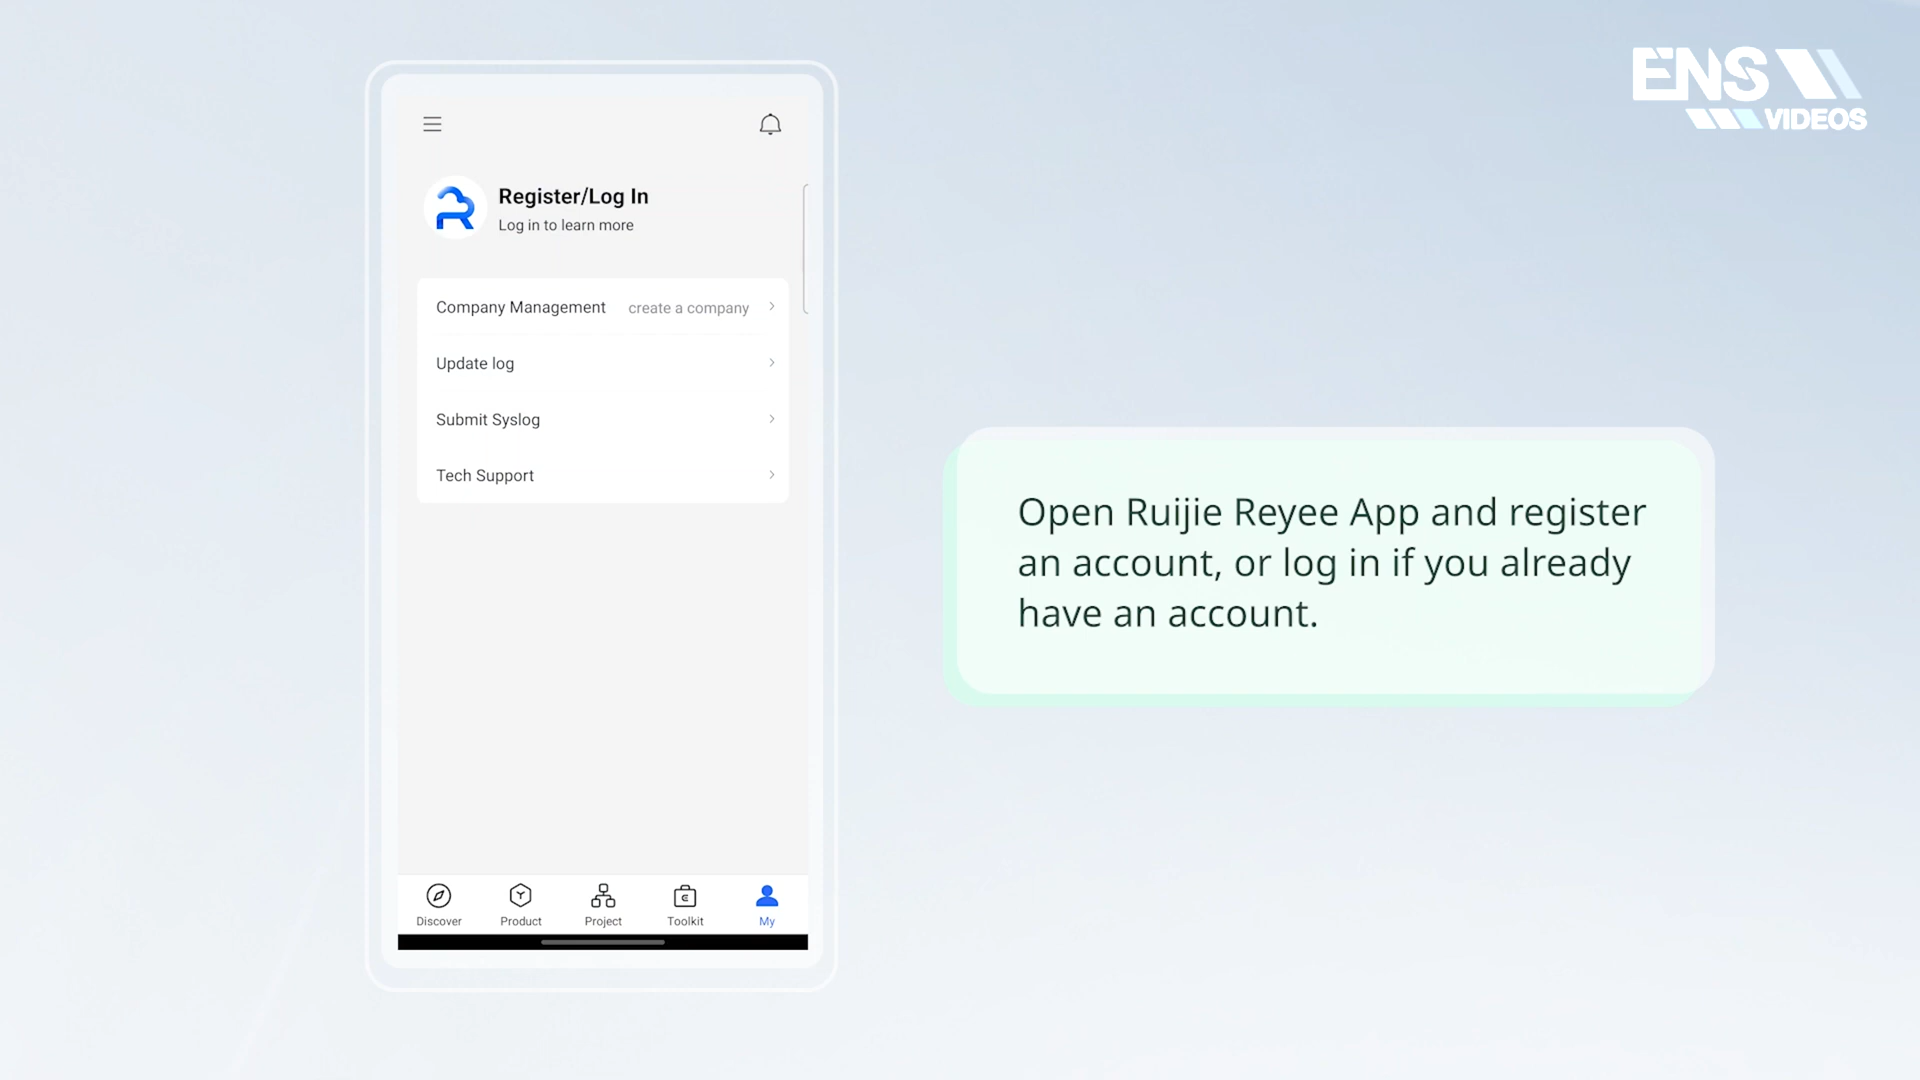 ENS
VIDEOS
Register/Log In
Log in to learn more
Company Management create a company
Update log
Submit Syslog
Tech Support
Discover Product Project Toolkit My
Open Ruijie Reyee App and register
an account, or log in if you already
have an account.